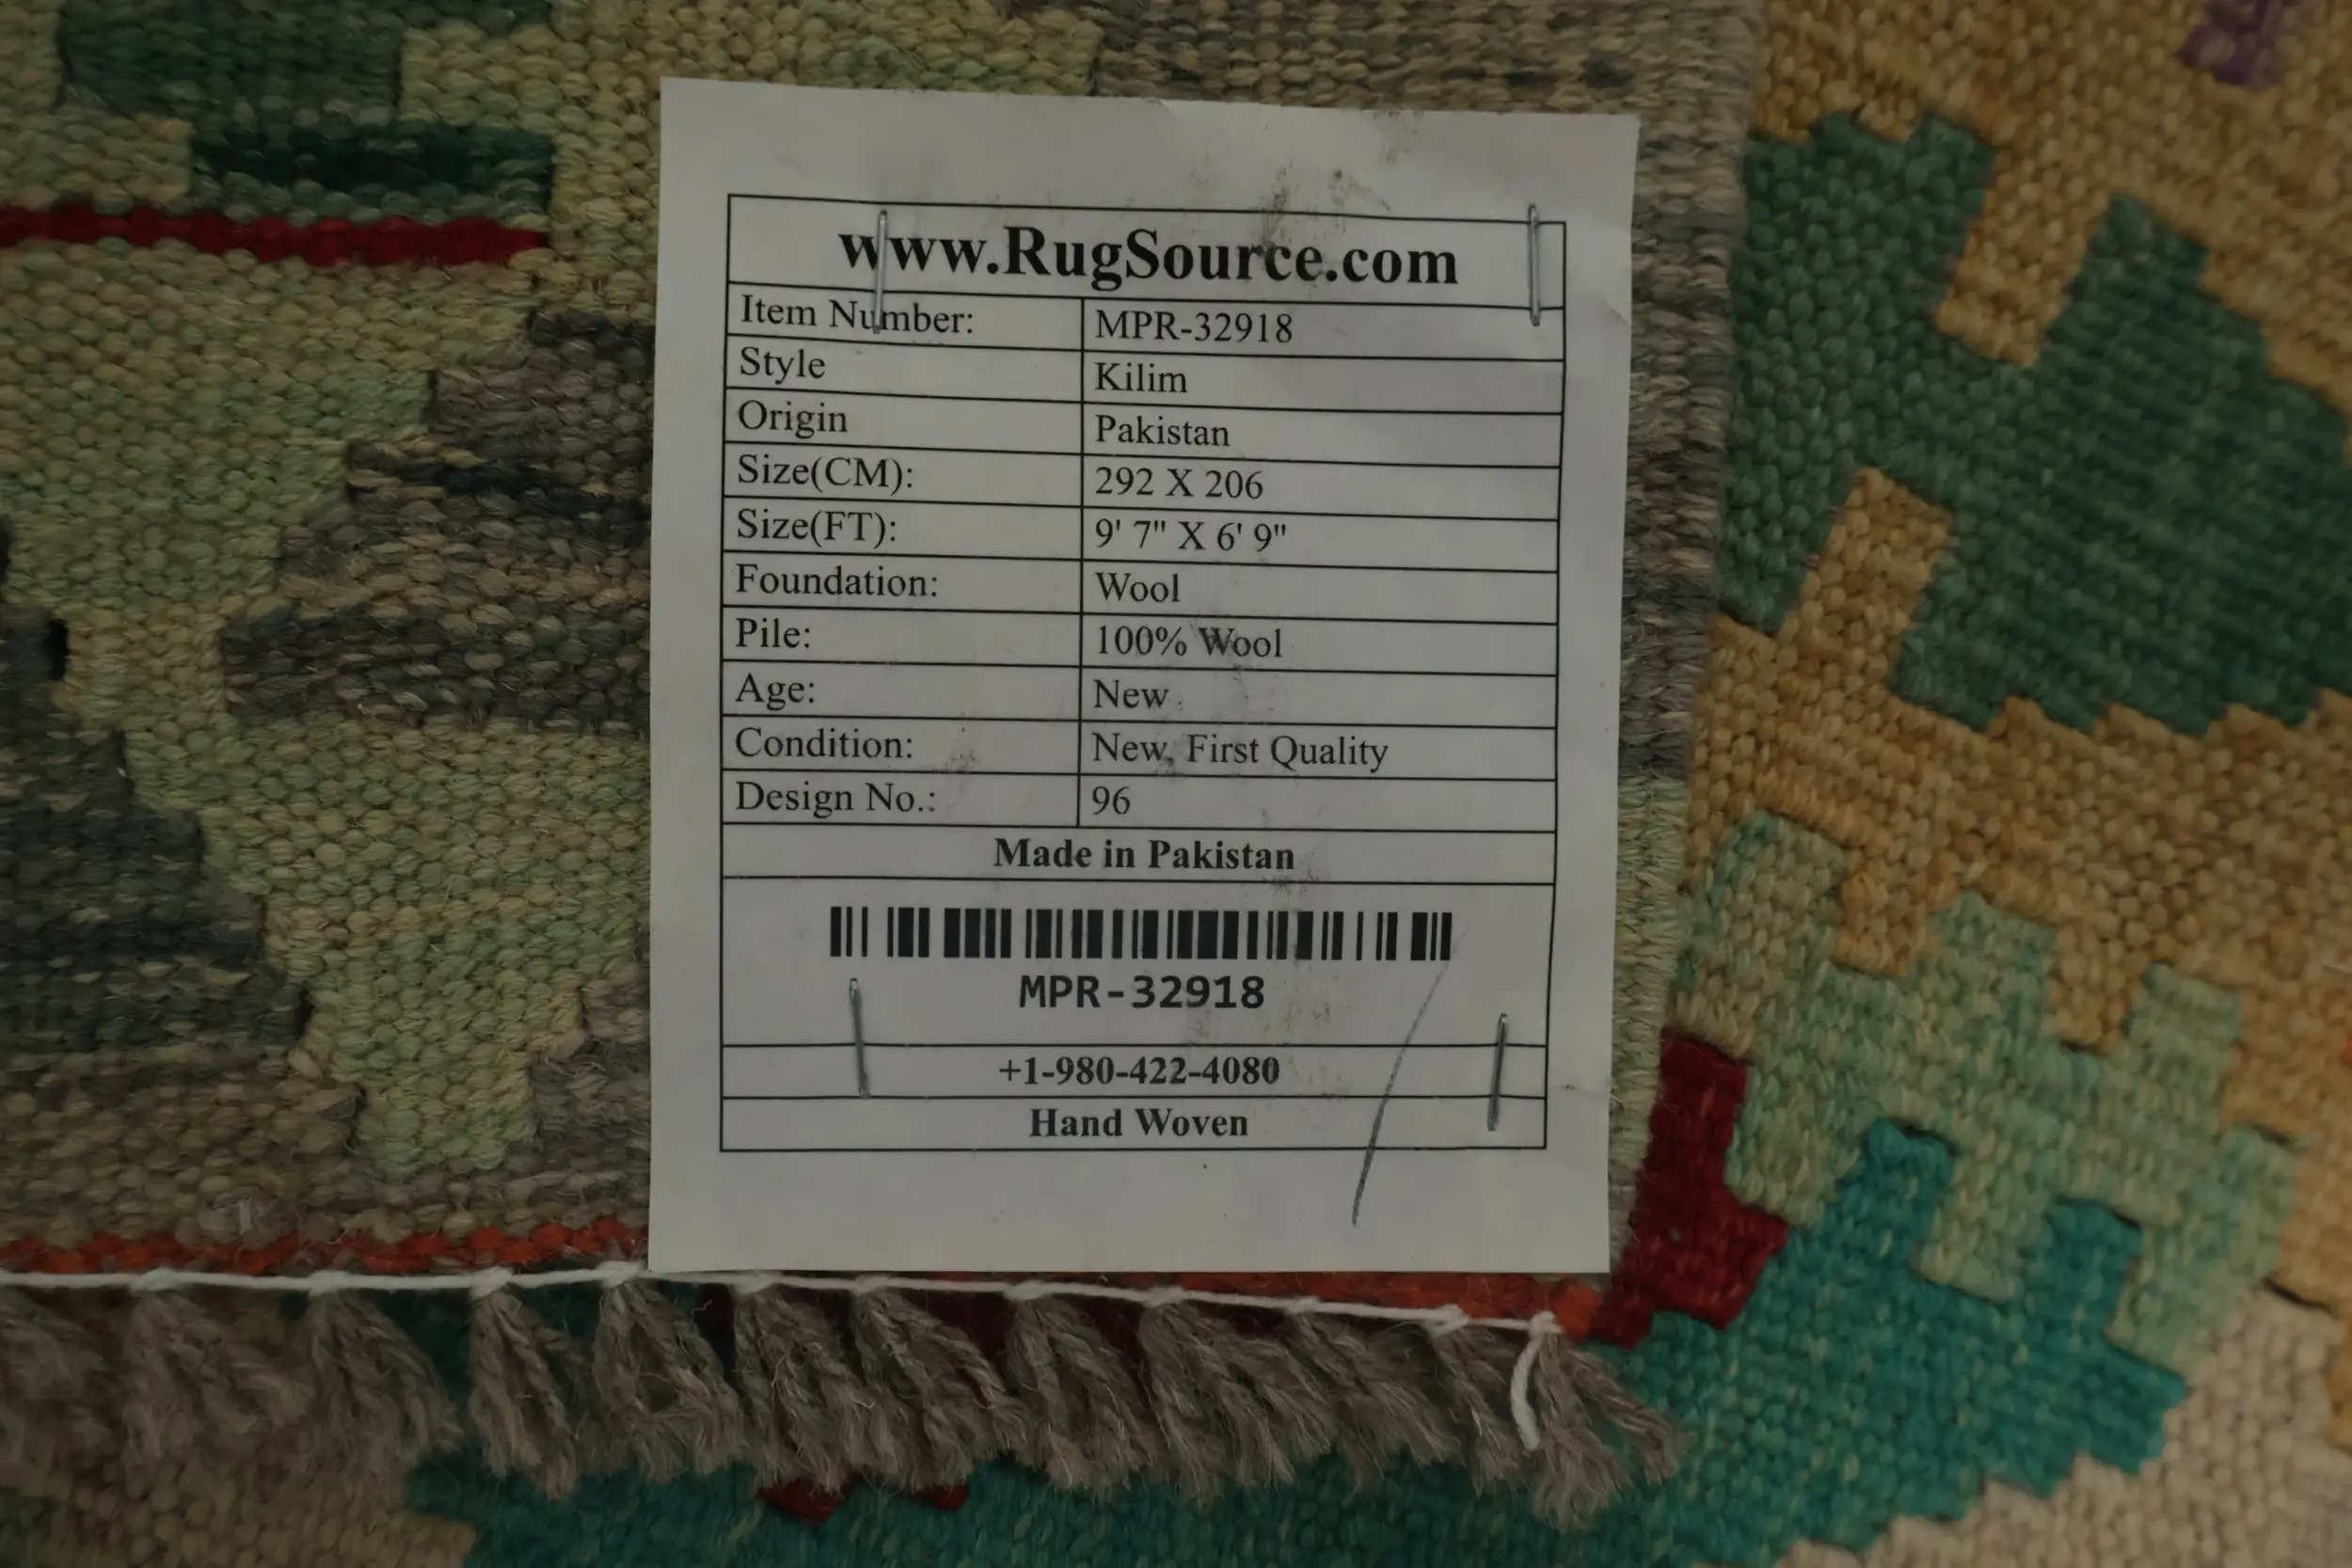 www.RugSource.com
Item Number: MPR-32918
Style Kilim
Origin Pakistan
Size(CM): 292 X 206
Size(FT): 9' 7" X 6' 9"
Foundation: Wool
Pile: 100% Wool
Age: New
Condition: New, First Quality
Design No.: 96
Made in Pakistan
MPR-32918
+1-980-422-4080
Hand Woven